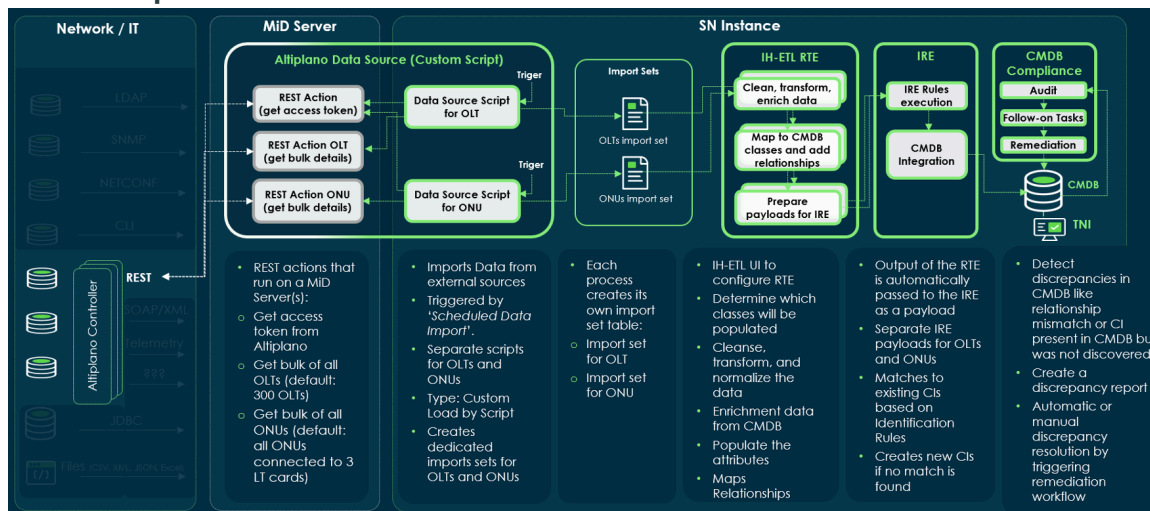 Network / IT
MiD Server
SN Instance
LDAP
SNMP
NETCONF
CLI
REST
SOAP/XML
Telemetry
???
JDBC
Altiplano Controller
Altiplano Data Source (Custom Script)
REST Action
(get access token)
REST Action OLT
(get bulk details)
REST Action ONU
(get bulk details)
Triger
Data Source Script
for OLT
Triger
Data Source Script
for ONU
Import Sets
OLTs import set
ONUs import set
IH-ETL RTE
Clean, transform,
enrich data
Map to CMDB
classes and add
relationships
Prepare
payloads for IRE
IRE
IRE Rules
execution
CMDB
Integration
CMDB
Compliance
Audit
Follow-on Tasks
Remediation
CMDB
TNI
• REST actions that
run on a MiD
Server(s):
o Get access
token from
Altiplano
o Get bulk of all
OLTs (default:
300 OLTs)
o Get bulk of all
ONUs (default:
all ONUs
connected to 3
LT cards)
• Imports Data from
external sources
• Triggered by
‘Scheduled Data
Import’.
• Separate scripts
for OLTs and
ONUs
• Type: Custom
Load by Script
• Creates
dedicated
imports sets for
OLTs and ONUs
• Each
process
creates its
own import
set table:
o Import set
for OLT
o Import set
for ONU
• IH-ETL UI to
configure RTE
• Determine which
classes will be
populated
• Cleanse,
transform, and
normalize the
data
• Enrichment data
from CMDB
• Populate the
attributes
• Maps
Relationships
• Output of the RTE
is automatically
passed to the IRE
as a payload
• Separate IRE
payloads for OLTs
and ONUs
• Matches to
existing CIs
based on
Identification
Rules
• Creates new CIs
if no match is
found
• Detect
discrepancies in
CMDB like
relationship
mismatch or CI
present in CMDB bu
was not discovered
• Create a
discrepancy report
• Automatic or
manual
discrepancy
resolution by
triggering
remediation
workflow